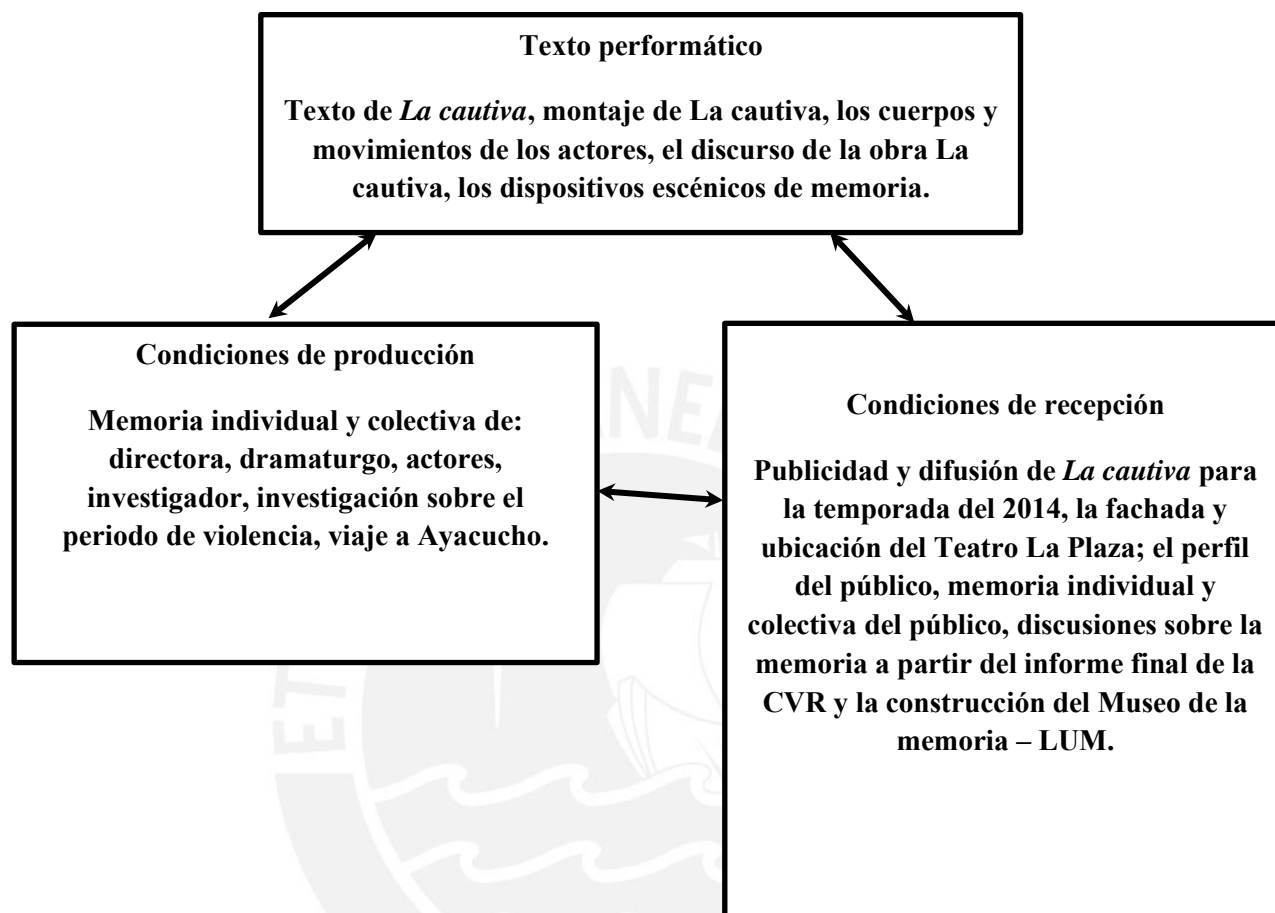 Texto performático
Texto de La cautiva, montaje de La cautiva, los cuerpos y
movimientos de los actores, el discurso de la obra La
cautiva, los dispositivos escénicos de memoria.
Condiciones de producción
Memoria individual y colectiva de:
directora, dramaturgo, actores,
investigador, investigación sobre el
periodo de violencia, viaje a Ayacucho.
Condiciones de recepción
Publicidad y difusión de La cautiva para
la temporada del 2014, la fachada y
ubicación del Teatro La Plaza; el perfil
del público, memoria individual y
colectiva del público, discusiones sobre la
memoria a partir del informe final de la
CVR y la construcción del Museo de la
memoria – LUM.
ET